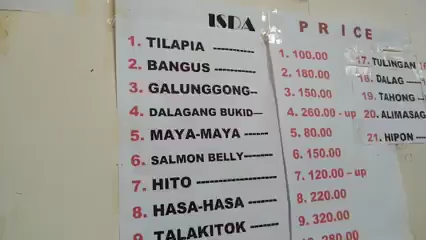 ISDA
1. TILAPIA -----------
2. BANGUS -----------
3. GALUNGGONG--
4. DALAGANG BUKID—
5. MAYA-MAYA ------
6. SALMON BELLY------
7. HITO --------------------
8. HASA-HASA -------
9. TALAKITOK -------
PRICE
1. 100.00
2. 180.00
3. 150.00
4. 260.00 - up
5. 80.00
6. 150.00
7. 120.00 – up
8. 220.00
9. 320.00
10. 280.00
17. TULINGAN
18. DALAG -----
19. TAHONG --
20. ALIMASAG
21. HIPON ----